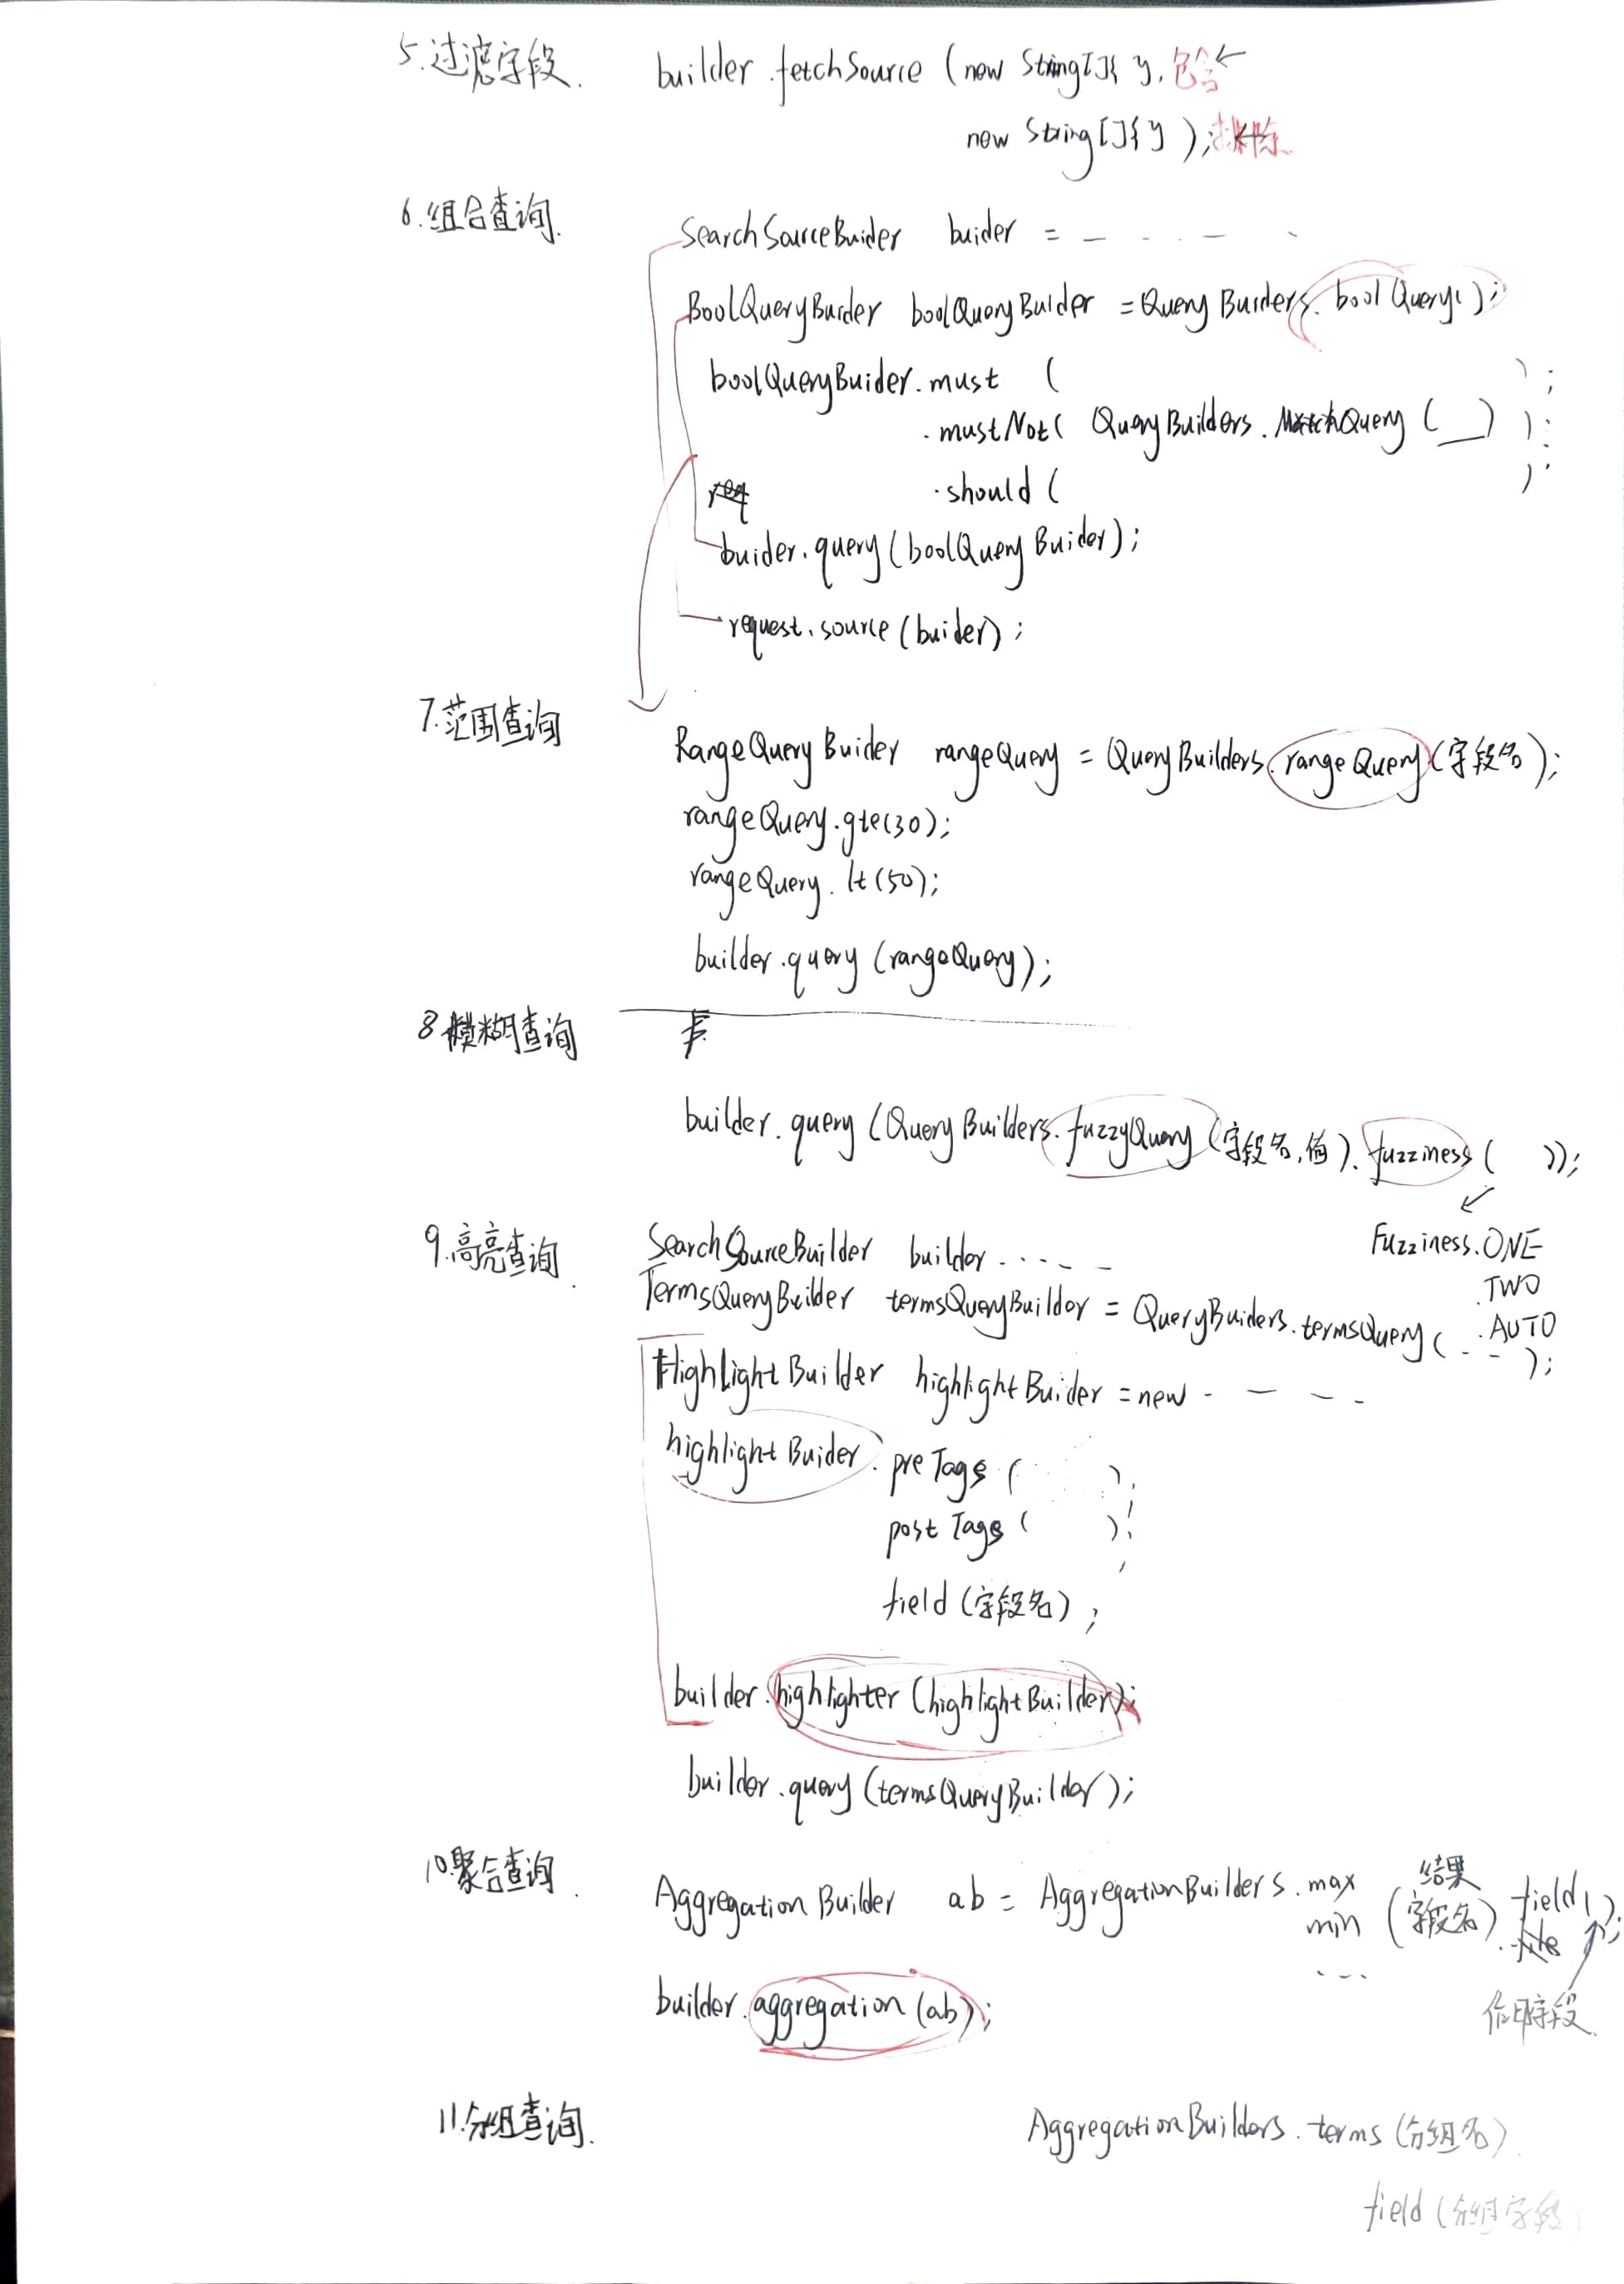 5.过滤字段. builder.fetchSource (new String[]{ }, 包含←
new String[]{ } ); 排除
6.组合查询. SearchSourceBuider buider = - - . - .
BoolQueryBuider boolQueryBuider = QueryBuiders.boolQuery( );
boolQueryBuider.must ( );
.mustNot( QueryBuilders.MatchQuery (__) );
.should ( );
buider.query(boolQueryBuider);
request.source(buider);
7.范围查询 RangeQueryBuider rangeQuery = QueryBuilders.rangeQuery(字段名);
rangeQuery.gte(30);
rangeQuery.lt(50);
builder.query (rangeQuery);
8 模糊查询
builder.query (QueryBuilders.fuzzyQuery (字段名,值).fuzziness ( ));
Fuzziness.ONE
.TWO
.AUTO
9.高亮查询. SearchSourceBuilder builder.....
TermsQueryBuilder termsQueryBuilder = QueryBuiders.termsQuery( . - - );
HighLightBuilder highlightBuider = new - - - -
highlightBuider.preTags ( );
postTags ( );
field (字段名);
builder.highlighter (highlightBuilder);
builder.query (termsQueryBuilder);
10.聚合查询. AggregationBuilder ab = AggregationBuilders.max
min
...
(结果
字段名).field( );
作用字段
builder.aggregation (ab);
11.分组查询. AggregationBuilders.terms (分组名)
field (分组字段)